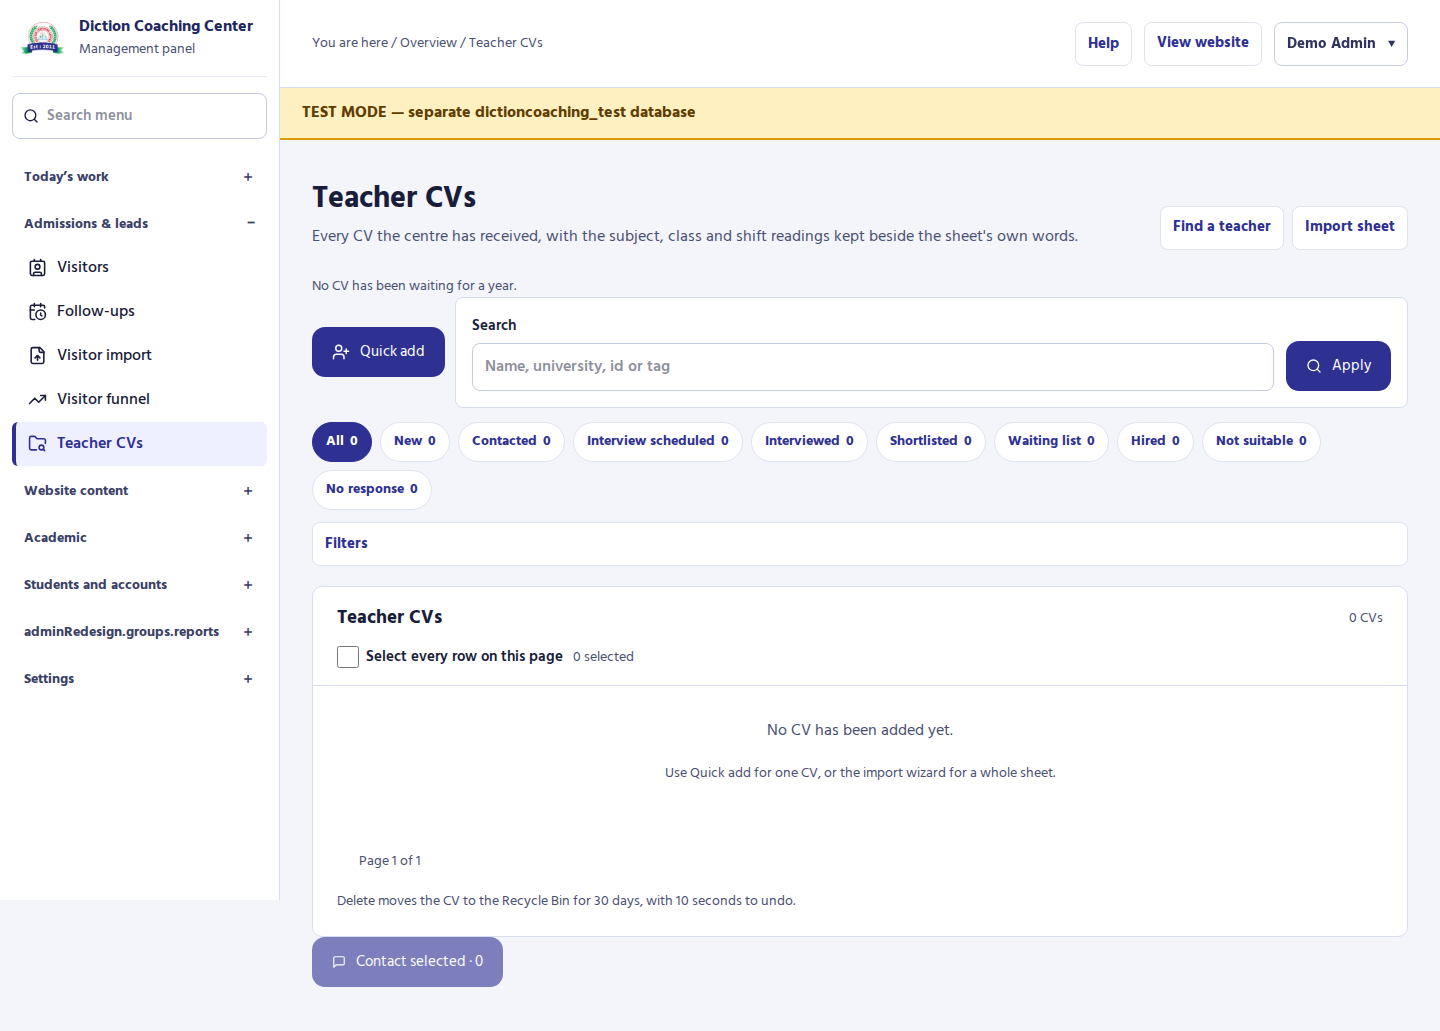 Diction Coaching Center
Management panel
Est : 2011
Search menu
Today’s work +
Admissions & leads −
Visitors
Follow-ups
Visitor import
Visitor funnel
Teacher CVs
Website content +
Academic +
Students and accounts +
adminRedesign.groups.reports +
Settings +
You are here / Overview / Teacher CVs
Help
View website
Demo Admin ▾
TEST MODE — separate dictioncoaching_test database
Teacher CVs
Every CV the centre has received, with the subject, class and shift readings kept beside the sheet's own words.
Find a teacher
Import sheet
No CV has been waiting for a year.
Quick add
Search
Name, university, id or tag
Apply
All 0 New 0 Contacted 0 Interview scheduled 0 Interviewed 0 Shortlisted 0 Waiting list 0 Hired 0 Not suitable 0
No response 0
Filters
Teacher CVs 0 CVs
Select every row on this page 0 selected
No CV has been added yet.
Use Quick add for one CV, or the import wizard for a whole sheet.
Page 1 of 1
Delete moves the CV to the Recycle Bin for 30 days, with 10 seconds to undo.
Contact selected · 0